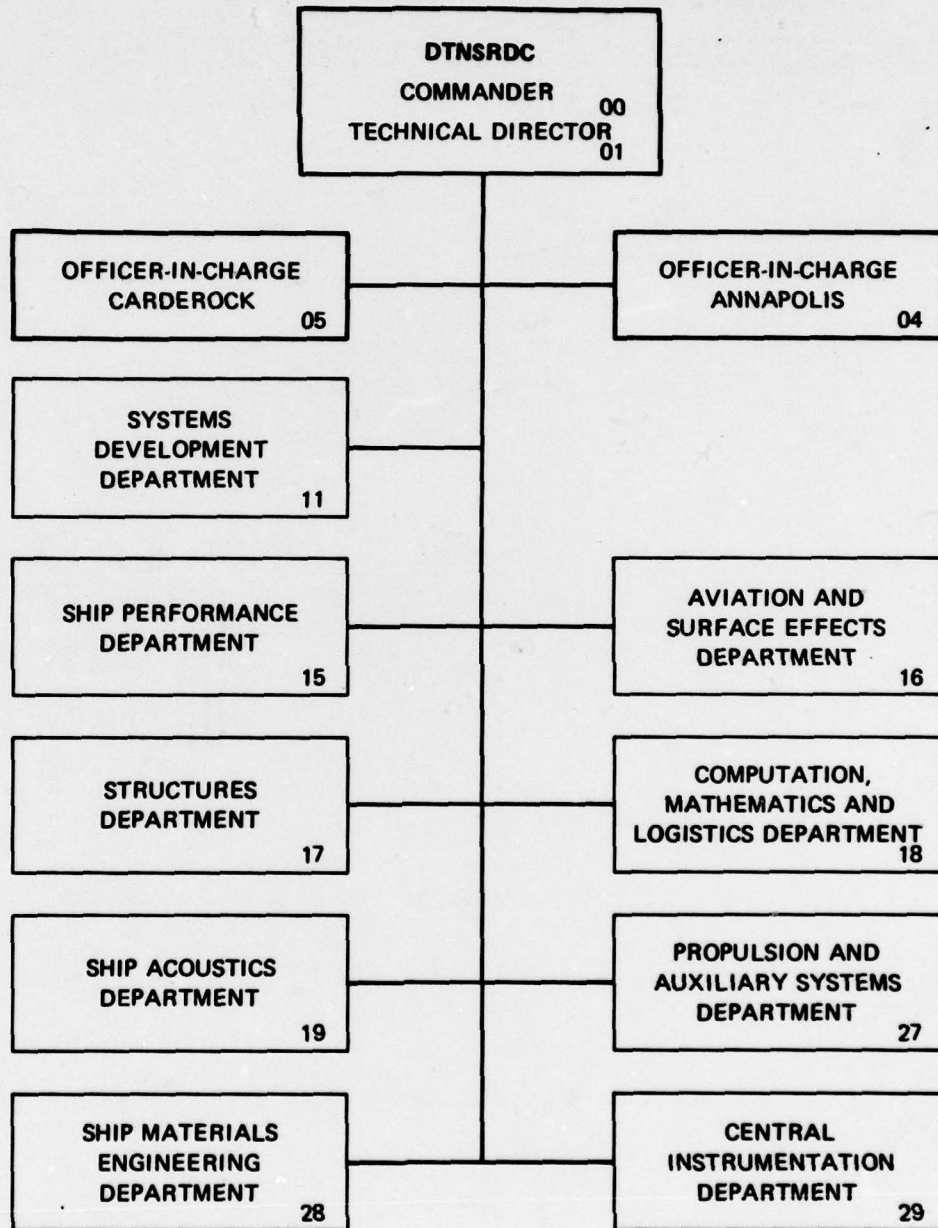 DTNSRDC
COMMANDER 00
TECHNICAL DIRECTOR 01
OFFICER-IN-CHARGE
CARDEROCK
05
OFFICER-IN-CHARGE
ANNAPOLIS
04
SYSTEMS
DEVELOPMENT
DEPARTMENT
11
SHIP PERFORMANCE
DEPARTMENT
15
AVIATION AND
SURFACE EFFECTS
DEPARTMENT
16
STRUCTURES
DEPARTMENT
17
COMPUTATION,
MATHEMATICS AND
LOGISTICS DEPARTMENT
18
SHIP ACOUSTICS
DEPARTMENT
19
PROPULSION AND
AUXILIARY SYSTEMS
DEPARTMENT
27
SHIP MATERIALS
ENGINEERING
DEPARTMENT
28
CENTRAL
INSTRUMENTATION
DEPARTMENT
29